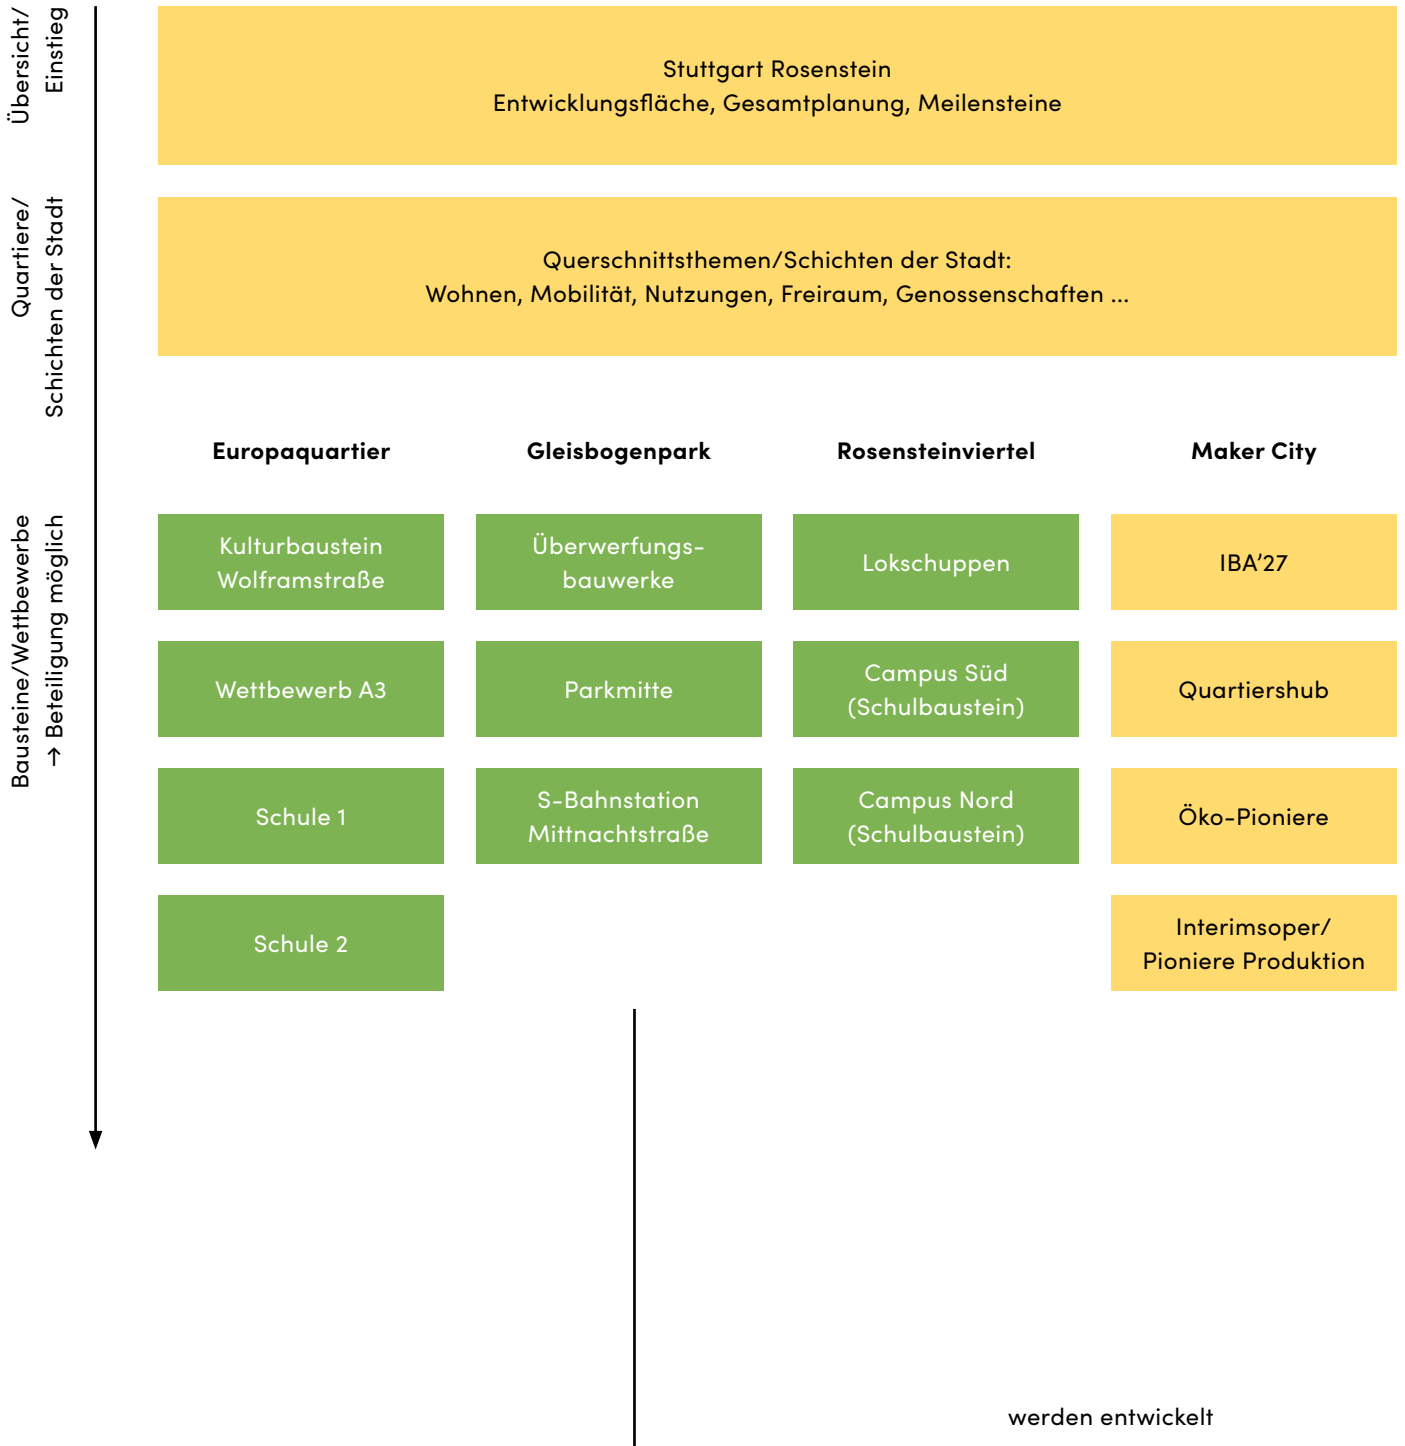 Übersicht/
Einstieg
Stuttgart Rosenstein
Entwicklungsfläche, Gesamtplanung, Meilensteine
Quartiere/
Schichten der Stadt
Querschnittsthemen/Schichten der Stadt:
Wohnen, Mobilität, Nutzungen, Freiraum, Genossenschaften ...
Bausteine/Wettbewerbe
→ Beteiligung möglich
Europaquartier
Kulturbaustein
Wolframstraße
Wettbewerb A3
Schule 1
Schule 2
Gleisbogenpark
Überwerfungs-
bauwerke
Parkmitte
S-Bahnstation
Mittnachtstraße
Rosensteinviertel
Lokschuppen
Campus Süd
(Schulbaustein)
Campus Nord
(Schulbaustein)
Maker City
IBA’27
Quartiershub
Öko-Pioniere
Interimsoper/
Pioniere Produktion
werden entwickelt